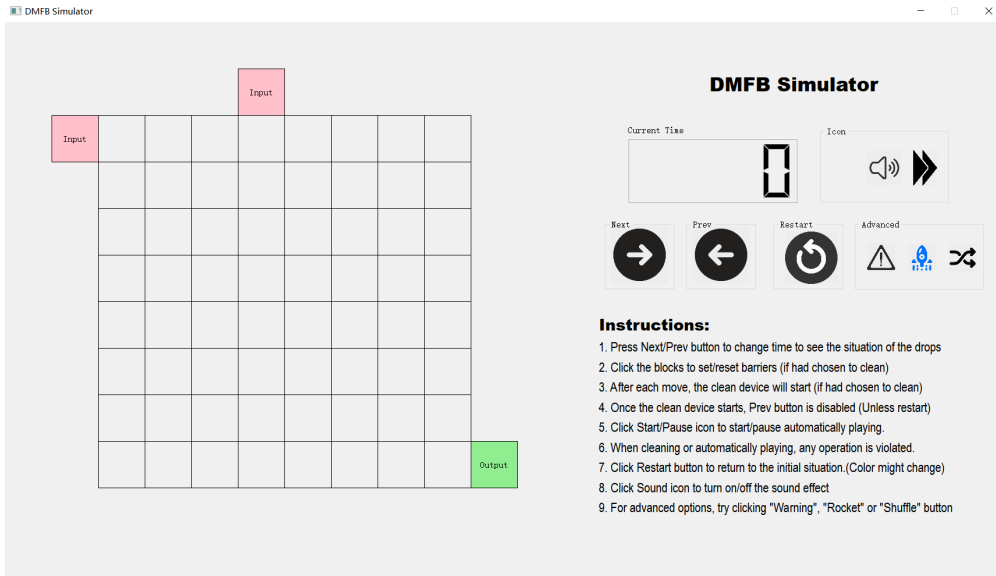 DMFB Simulator
Input
Input
Output
DMFB Simulator
Current Time
0
Icon
Next
Prev
Restart
Advanced
Instructions:
1. Press Next/Prev button to change time to see the situation of the drops
2. Click the blocks to set/reset barriers (if had chosen to clean)
3. After each move, the clean device will start (if had chosen to clean)
4. Once the clean device starts, Prev button is disabled (Unless restart)
5. Click Start/Pause icon to start/pause automatically playing.
6. When cleaning or automatically playing, any operation is violated.
7. Click Restart button to return to the initial situation.(Color might change)
8. Click Sound icon to turn on/off the sound effect
9. For advanced options, try clicking "Warning", "Rocket" or "Shuffle" button